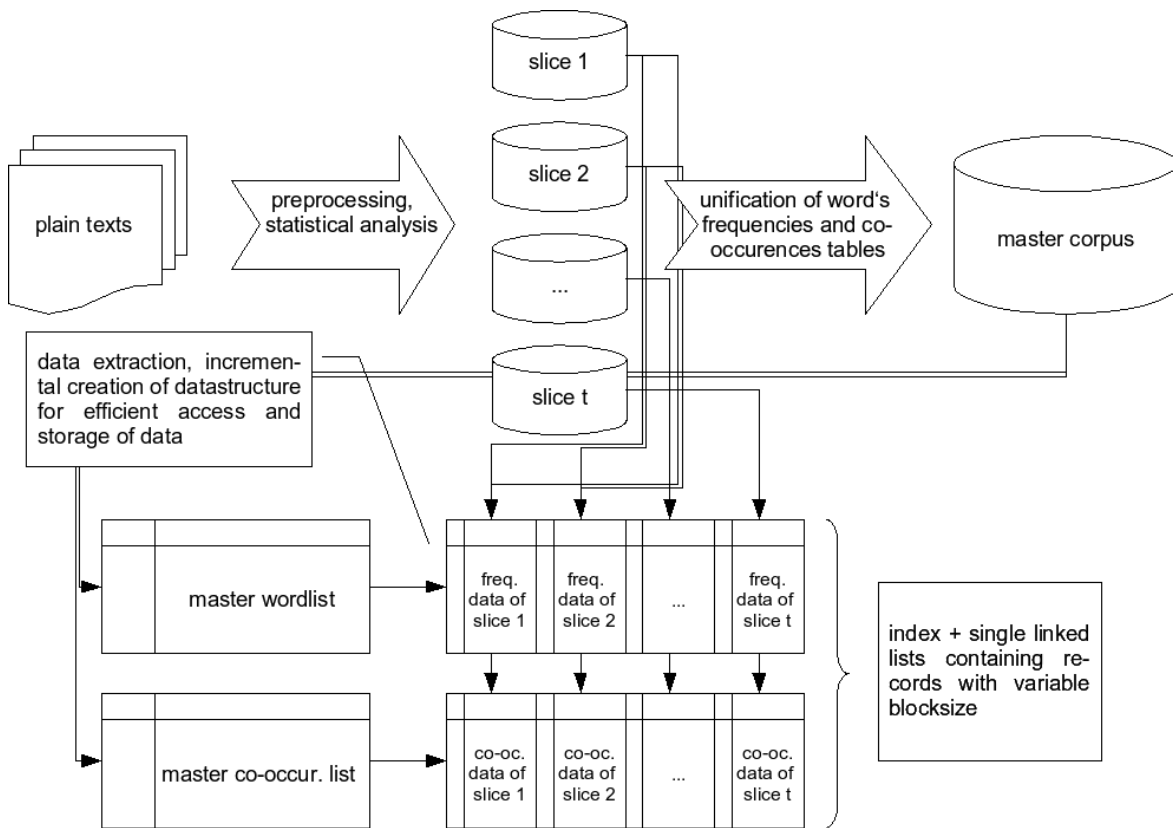 slice 1
plain texts
preprocessing,
statistical analysis
slice 2
unification of word‘s
frequencies and co-
occurences tables
master corpus
...
slice t
data extraction, incremen-
tal creation of datastructure
for efficient access and
storage of data
master wordlist
freq.
data of
slice 1
freq.
data of
slice 2
...
freq.
data of
slice t
index + single linked
lists containing re-
cords with variable
blocksize
master co-occur. list
co-oc.
data of
slice 1
co-oc.
data of
slice 2
...
co-oc.
data of
slice t